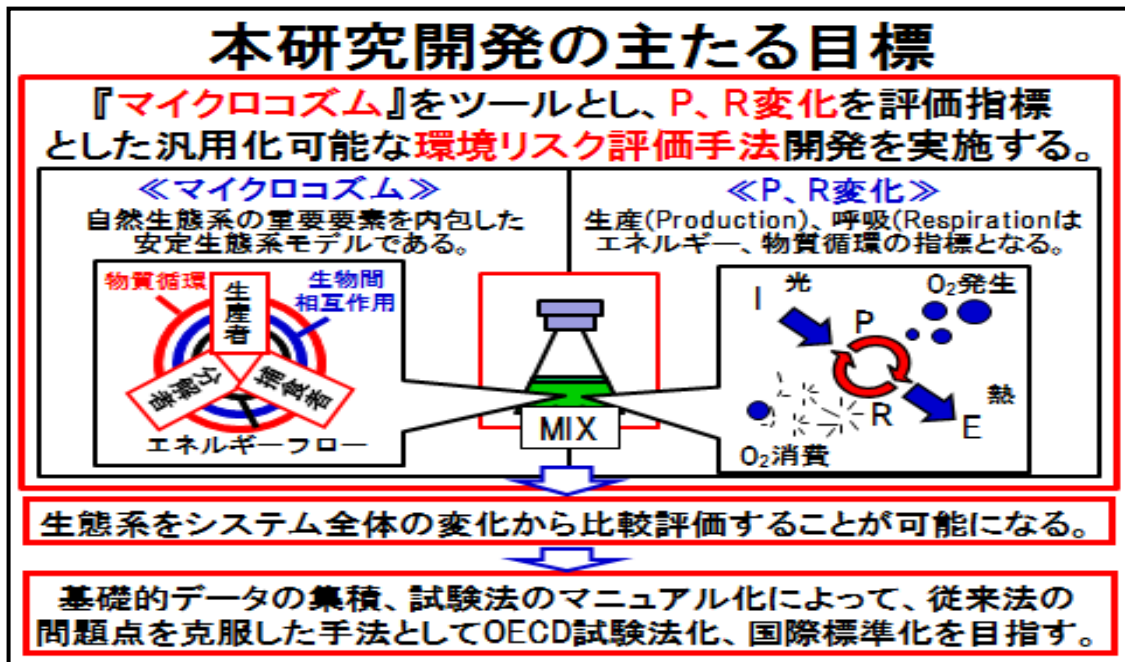 本研究開発の主たる目標
『マイクロコズム』をツールとし、P、R変化を評価指標
とした汎用化可能な環境リスク評価手法開発を実施する。
≪マイクロコズム≫
自然生態系の重要要素を内包した
安定生態系モデルである。
物質循環
生産者
生物間
相互作用
分解者
捕食者
エネルギーフロー
MIX
≪P、R変化≫
生産(Production)、呼吸(Respirationは
エネルギー、物質循環の指標となる。
I
光
P
O₂発生
R
熱
E
O₂消費
生態系をシステム全体の変化から比較評価することが可能になる。
基礎的データの集積、試験法のマニュアル化によって、従来法の
問題点を克服した手法としてOECD試験法化、国際標準化を目指す。